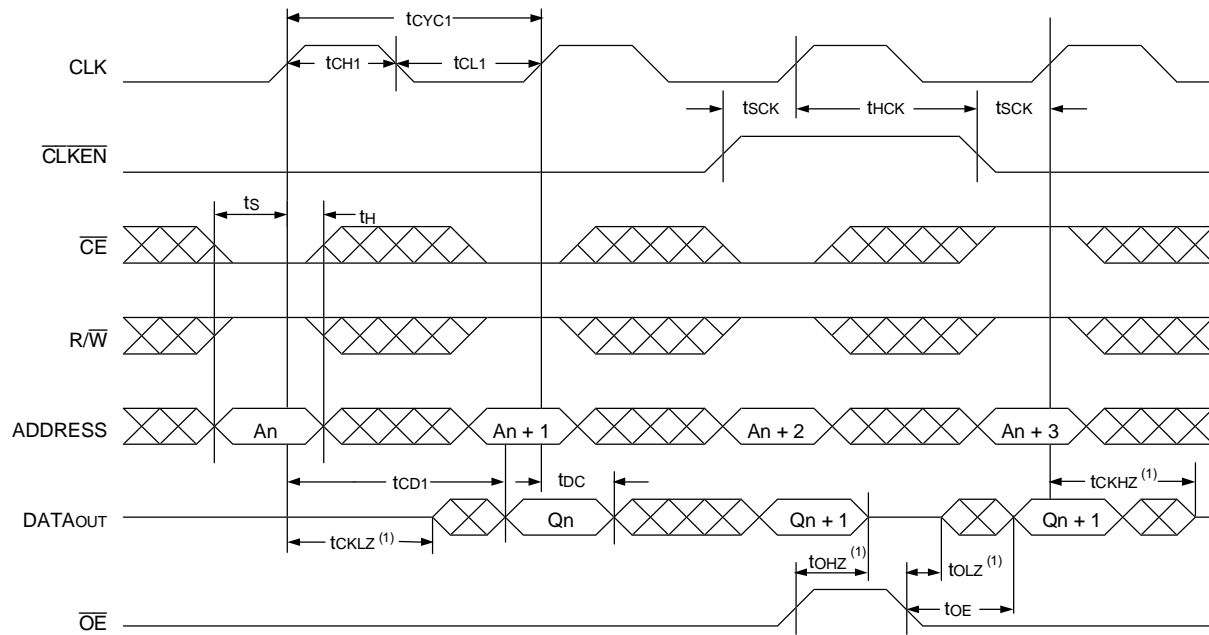 tCYC1
CLK
tCH1
tCL1
tSCK
tHCK
tSCK
CLKEN
tS
tH
CE
R/W
ADDRESS
An
An + 1
An + 2
An + 3
tCD1
tDC
tCKHZ (1)
DATAOUT
Qn
Qn + 1
Qn + 1
tCKLZ (1)
tOHZ (1)
tOLZ (1)
tOE
OE